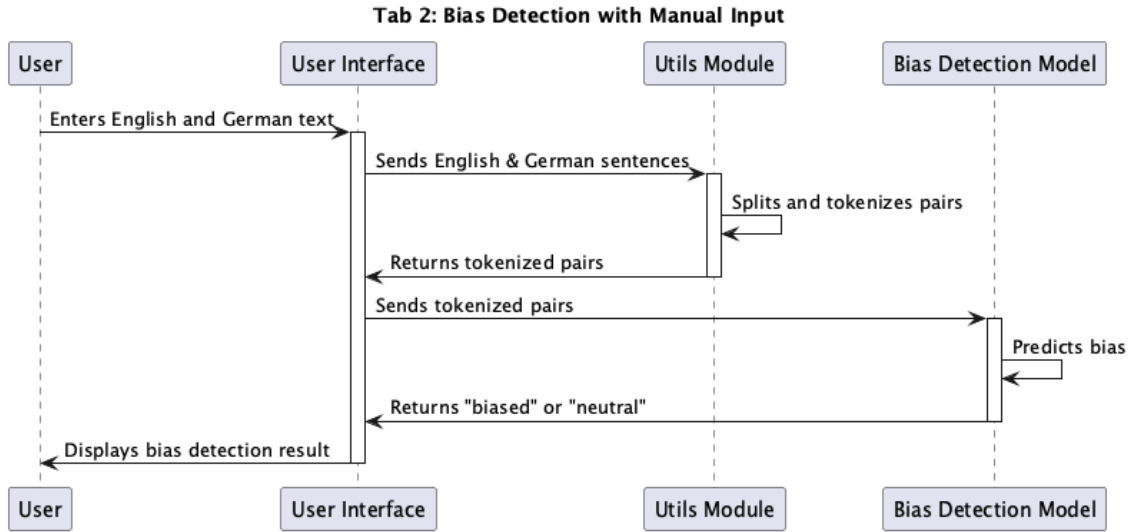 Tab 2: Bias Detection with Manual Input
User
User Interface
Utils Module
Bias Detection Model
Enters English and German text
Sends English & German sentences
Splits and tokenizes pairs
Returns tokenized pairs
Sends tokenized pairs
Predicts bias
Returns "biased" or "neutral"
Displays bias detection result
User
User Interface
Utils Module
Bias Detection Model